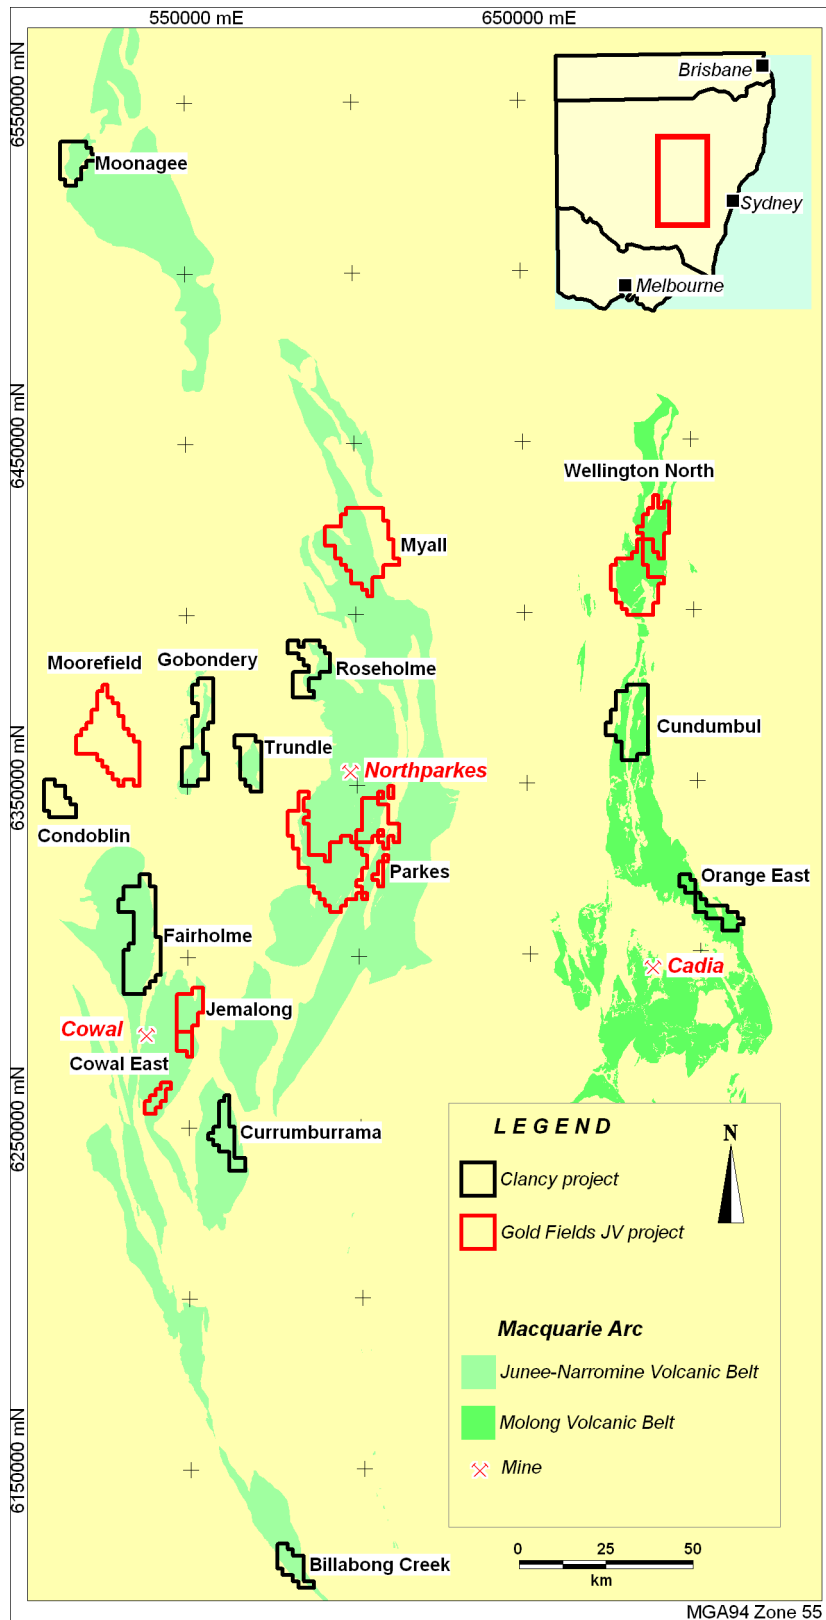 550000 mE
650000 mE
6550000 mN
Brisbane
Sydney
Melbourne
Moonagee
6450000 mN
Wellington North
Myall
Moorefield
Gobondery
Roseholme
Cundumbul
Trundle
Northparkes
6350000 mN
Condoblin
Parkes
Orange East
Fairholme
Cadia
Jemalong
Cowal
Cowal East
6250000 mN
Currumburrama
LEGEND
N
Clancy project
Gold Fields JV project
Macquarie Arc
Junee-Narromine Volcanic Belt
Molong Volcanic Belt
Mine
6150000 mN
Billabong Creek
0 25 50
km
MGA94 Zone 55